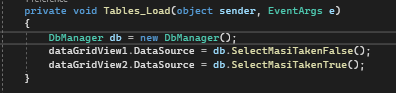 private void Tables_Load(object sender, EventArgs e)
{
DbManager db = new DbManager();
dataGridView1.DataSource = db.SelectMasiTakenFalse();
dataGridView2.DataSource = db.SelectMasiTakenTrue();
}